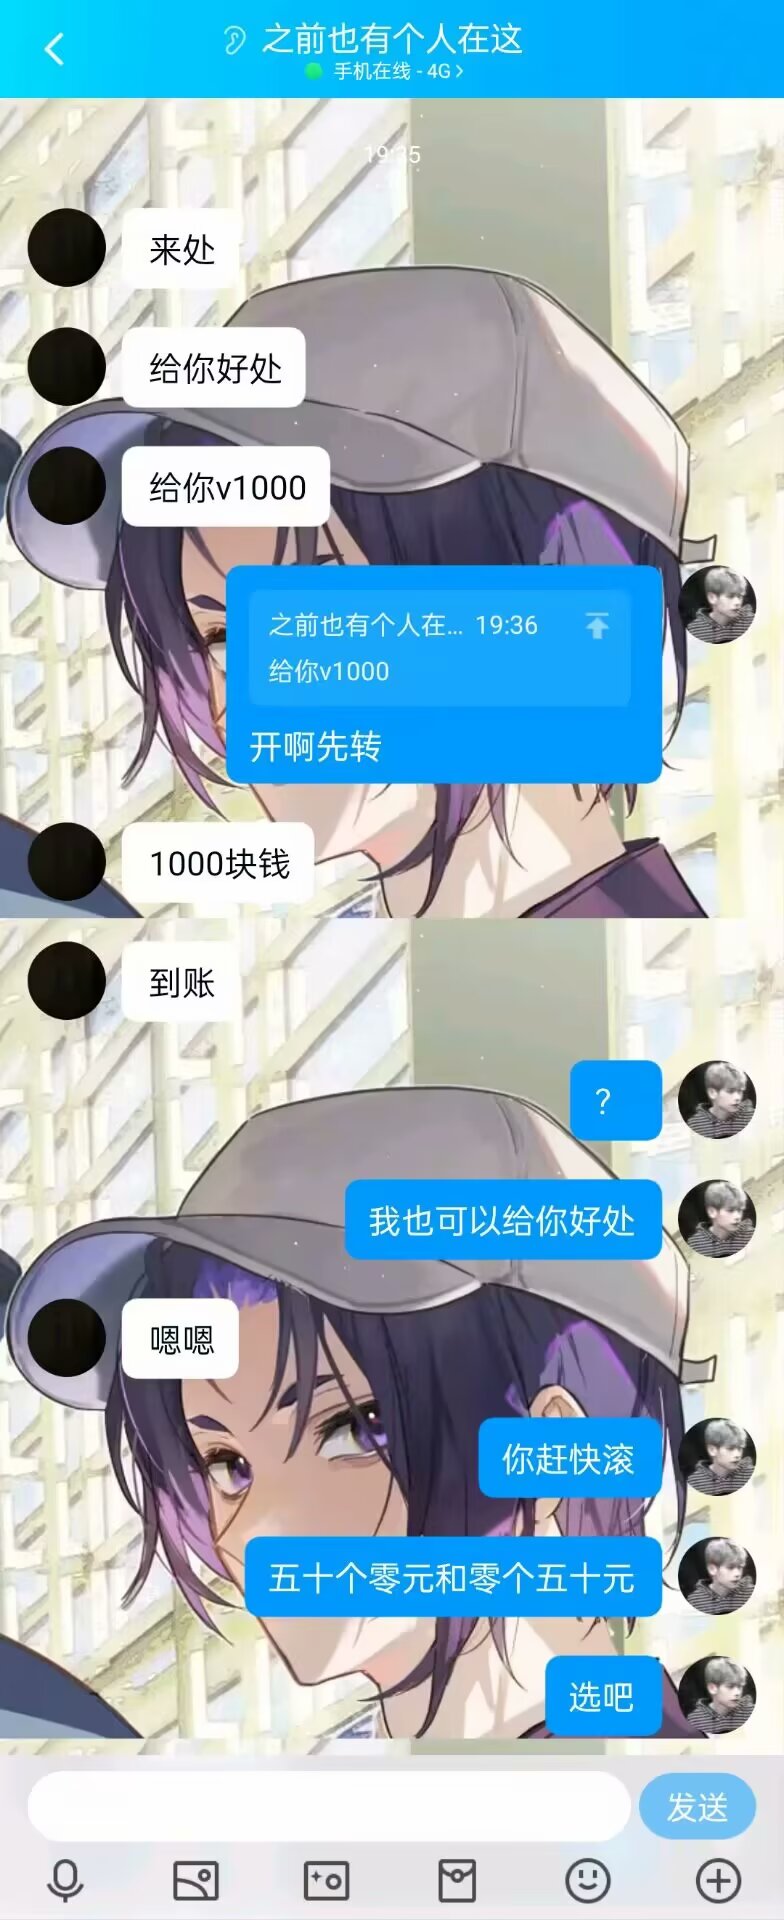 之前也有个人在这
手机在线 - 4G
19:35
来处
给你好处
给你v1000
之前也有个人在... 19:36
给你v1000
开啊先转
1000块钱
到账
?
我也可以给你好处
嗯嗯
你赶快滚
五十个零元和零个五十元
选吧
发送